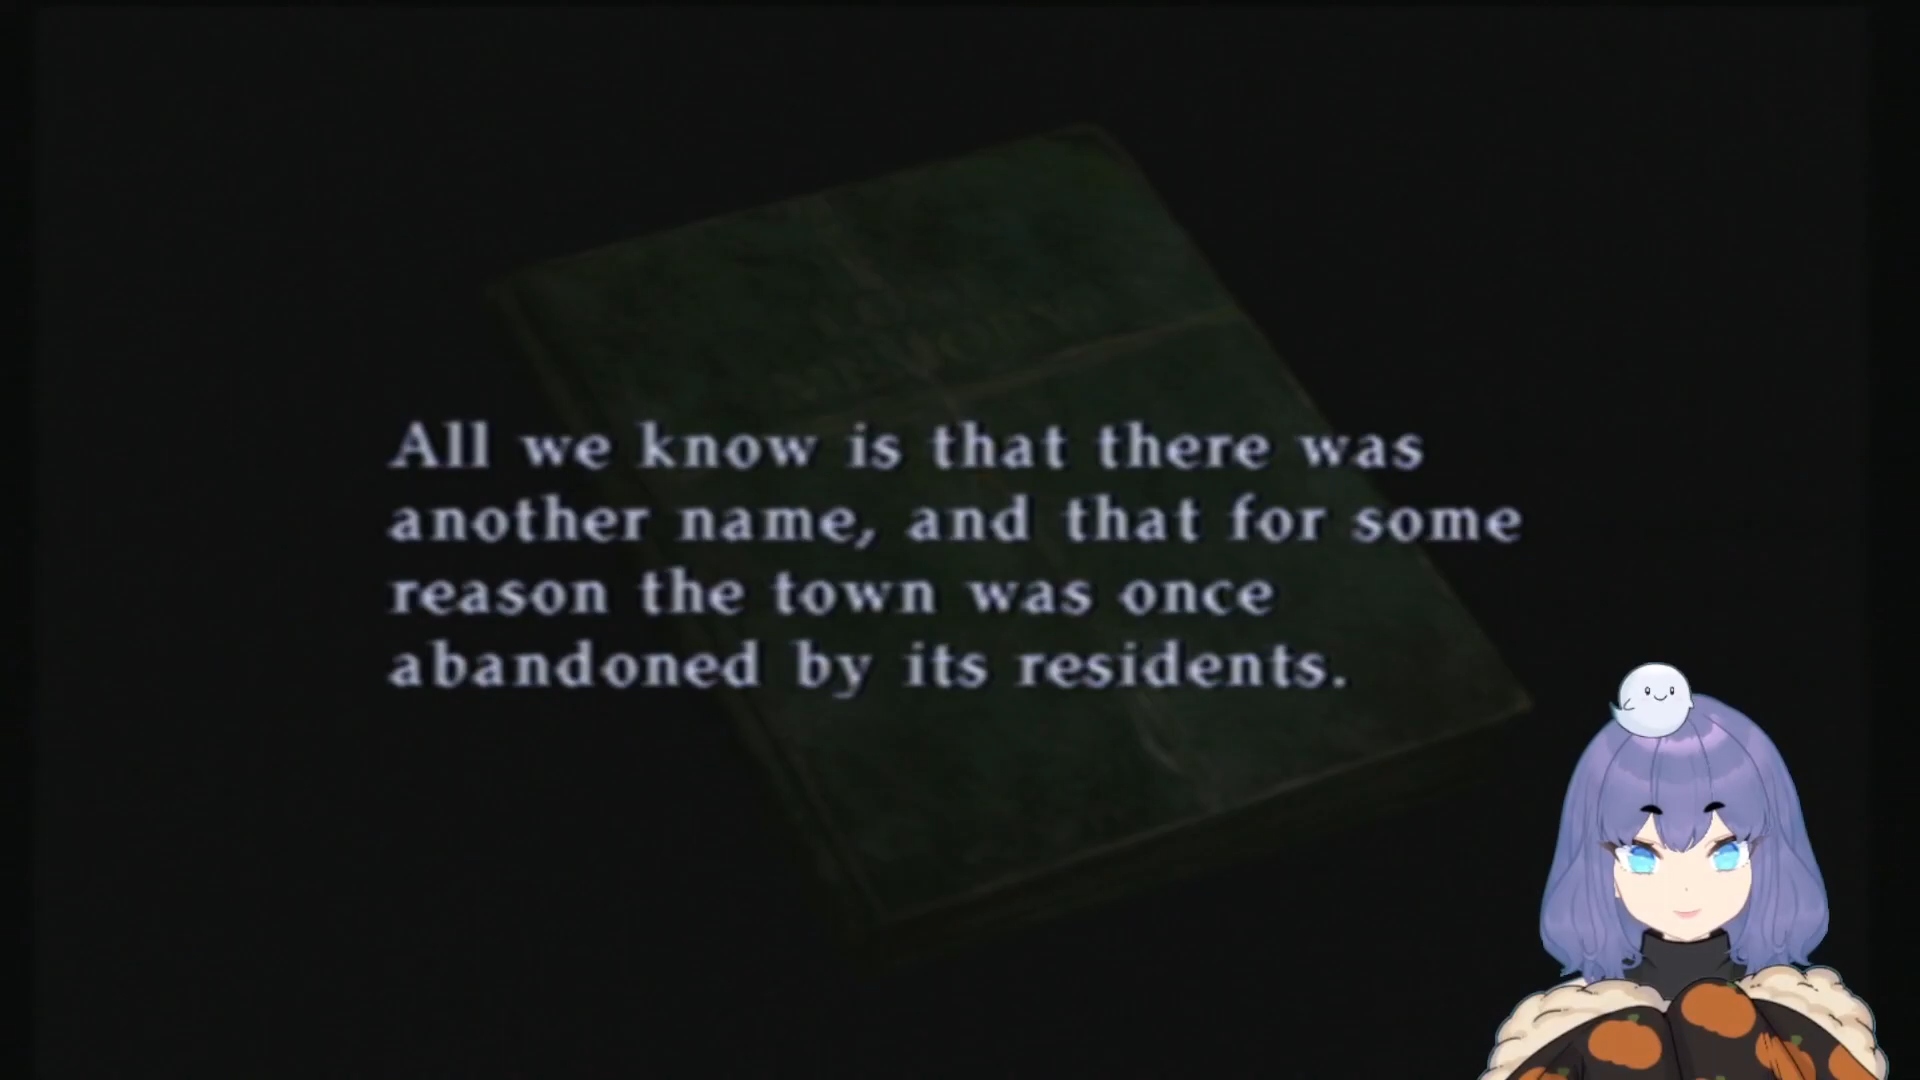 All we know is that there was
another name, and that for some
reason the town was once
abandoned by its residents.